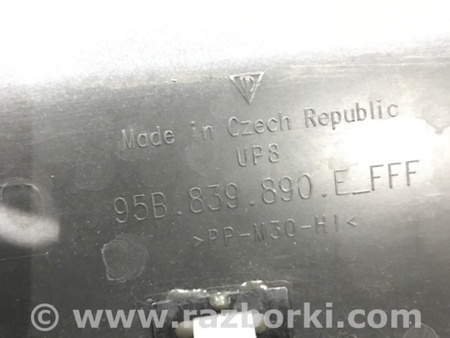 Made in Czech Republic
UP8
95B.839.890.E_FFF
>PP-M30-HI<
© www.razborki.com